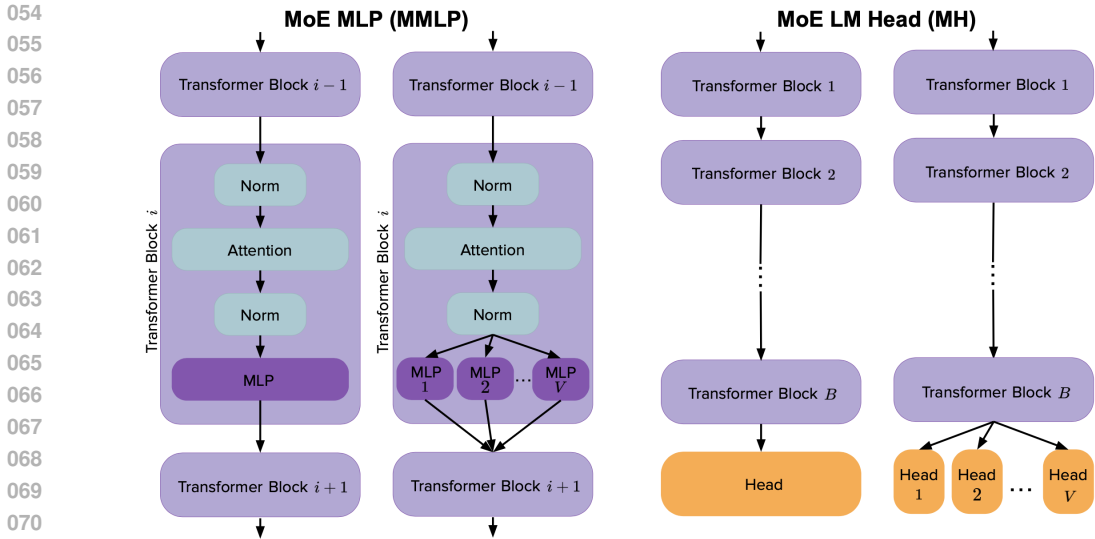 054
055
056
057
058
059
060
061
062
063
064
065
066
067
068
069
070
MoE MLP (MMLP)
Transformer Block i − 1
Transformer Block i
Norm
Attention
Norm
MLP
Transformer Block i + 1
Transformer Block i − 1
Transformer Block i
Norm
Attention
Norm
MLP
1
MLP
2
...
MLP
V
Transformer Block i + 1
MoE LM Head (MH)
Transformer Block 1
Transformer Block 2
Transformer Block B
Head
Transformer Block 1
Transformer Block 2
Transformer Block B
Head
1
Head
2
...
Head
V